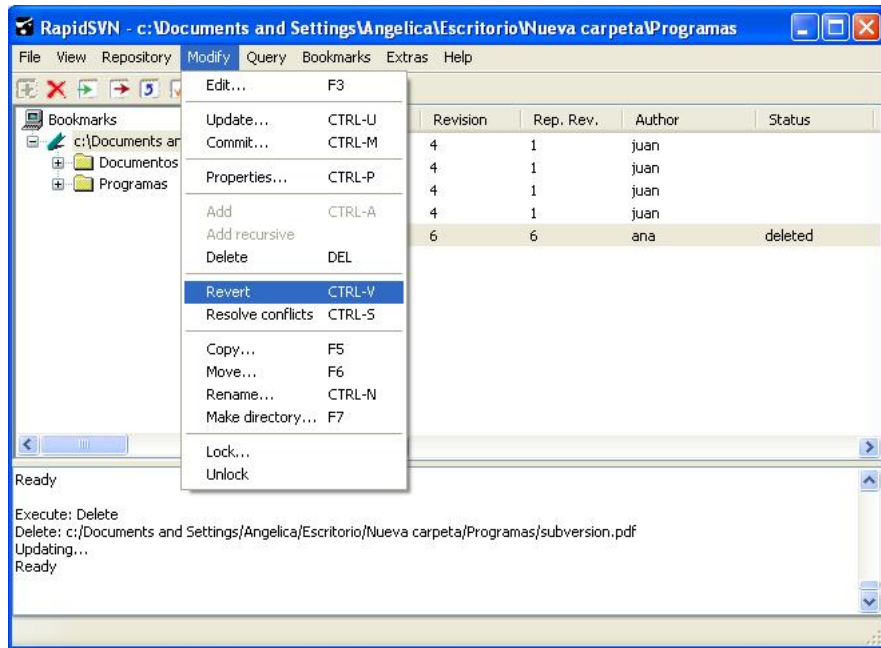 RapidSVN - c:\Documents and Settings\Angelica\Escritorio\Nueva carpeta\Programas
File View Repository Modify Query Bookmarks Extras Help
Edit... F3
Update... CTRL-U
Commit... CTRL-M
Properties... CTRL-P
Add CTRL-A
Add recursive
Delete DEL
Revert CTRL-V
Resolve conflicts CTRL-S
Copy... F5
Move... F6
Rename... CTRL-N
Make directory... F7
Lock...
Unlock
Bookmarks
c:\Documents ar
Documentos
Programas
Revision Rep. Rev. Author Status
4 1 juan
4 1 juan
4 1 juan
4 1 juan
6 6 ana deleted
Ready
Execute: Delete
Delete: c:/Documents and Settings/Angelica/Escritorio/Nueva carpeta/Programas/subversion.pdf
Updating...
Ready